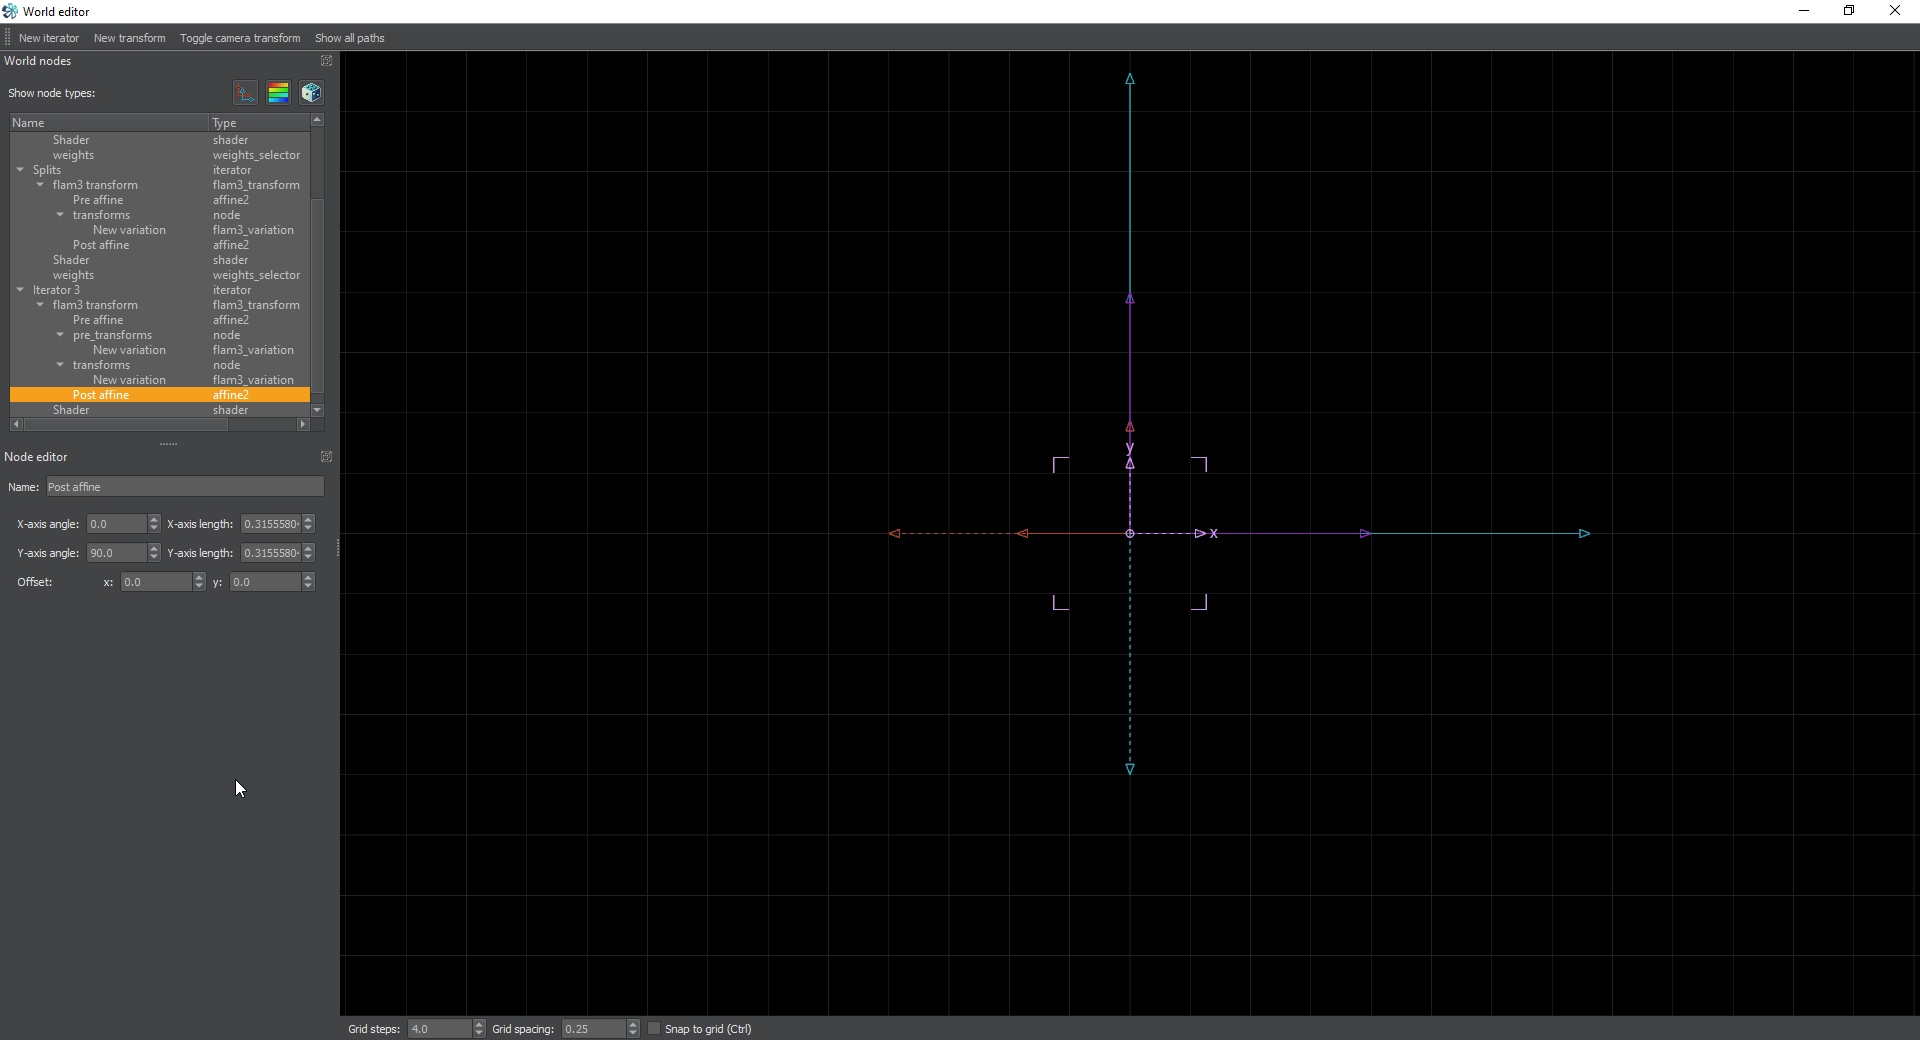 World editor
New iterator New transform Toggle camera transform Show all paths
World nodes
Show node types:
Name Type
Shader shader
weights weights_selector
Splits iterator
flam3 transform flam3_transform
Pre affine affine2
transforms node
New variation flam3_variation
Post affine affine2
Shader shader
weights weights_selector
Iterator 3 iterator
flam3 transform flam3_transform
Pre affine affine2
pre_transforms node
New variation flam3_variation
transforms node
New variation flam3_variation
Post affine affine2
Shader shader
Node editor
Name: Post affine
X-axis angle: 0.0 X-axis length: 0.3155580
Y-axis angle: 90.0 Y-axis length: 0.3155580
Offset: x: 0.0 y: 0.0
y
x
Grid steps: 4.0 Grid spacing: 0.25 Snap to grid (Ctrl)